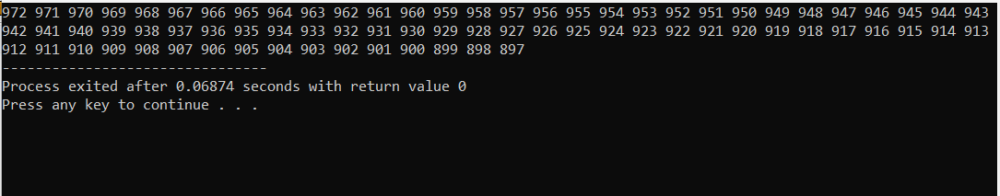 972 971 970 969 968 967 966 965 964 963 962 961 960 959 958 957 956 955 954 953 952 951 950 949 948 947 946 945 944 943
942 941 940 939 938 937 936 935 934 933 932 931 930 929 928 927 926 925 924 923 922 921 920 919 918 917 916 915 914 913
912 911 910 909 908 907 906 905 904 903 902 901 900 899 898 897
--------------------------------
Process exited after 0.06874 seconds with return value 0
Press any key to continue . . .